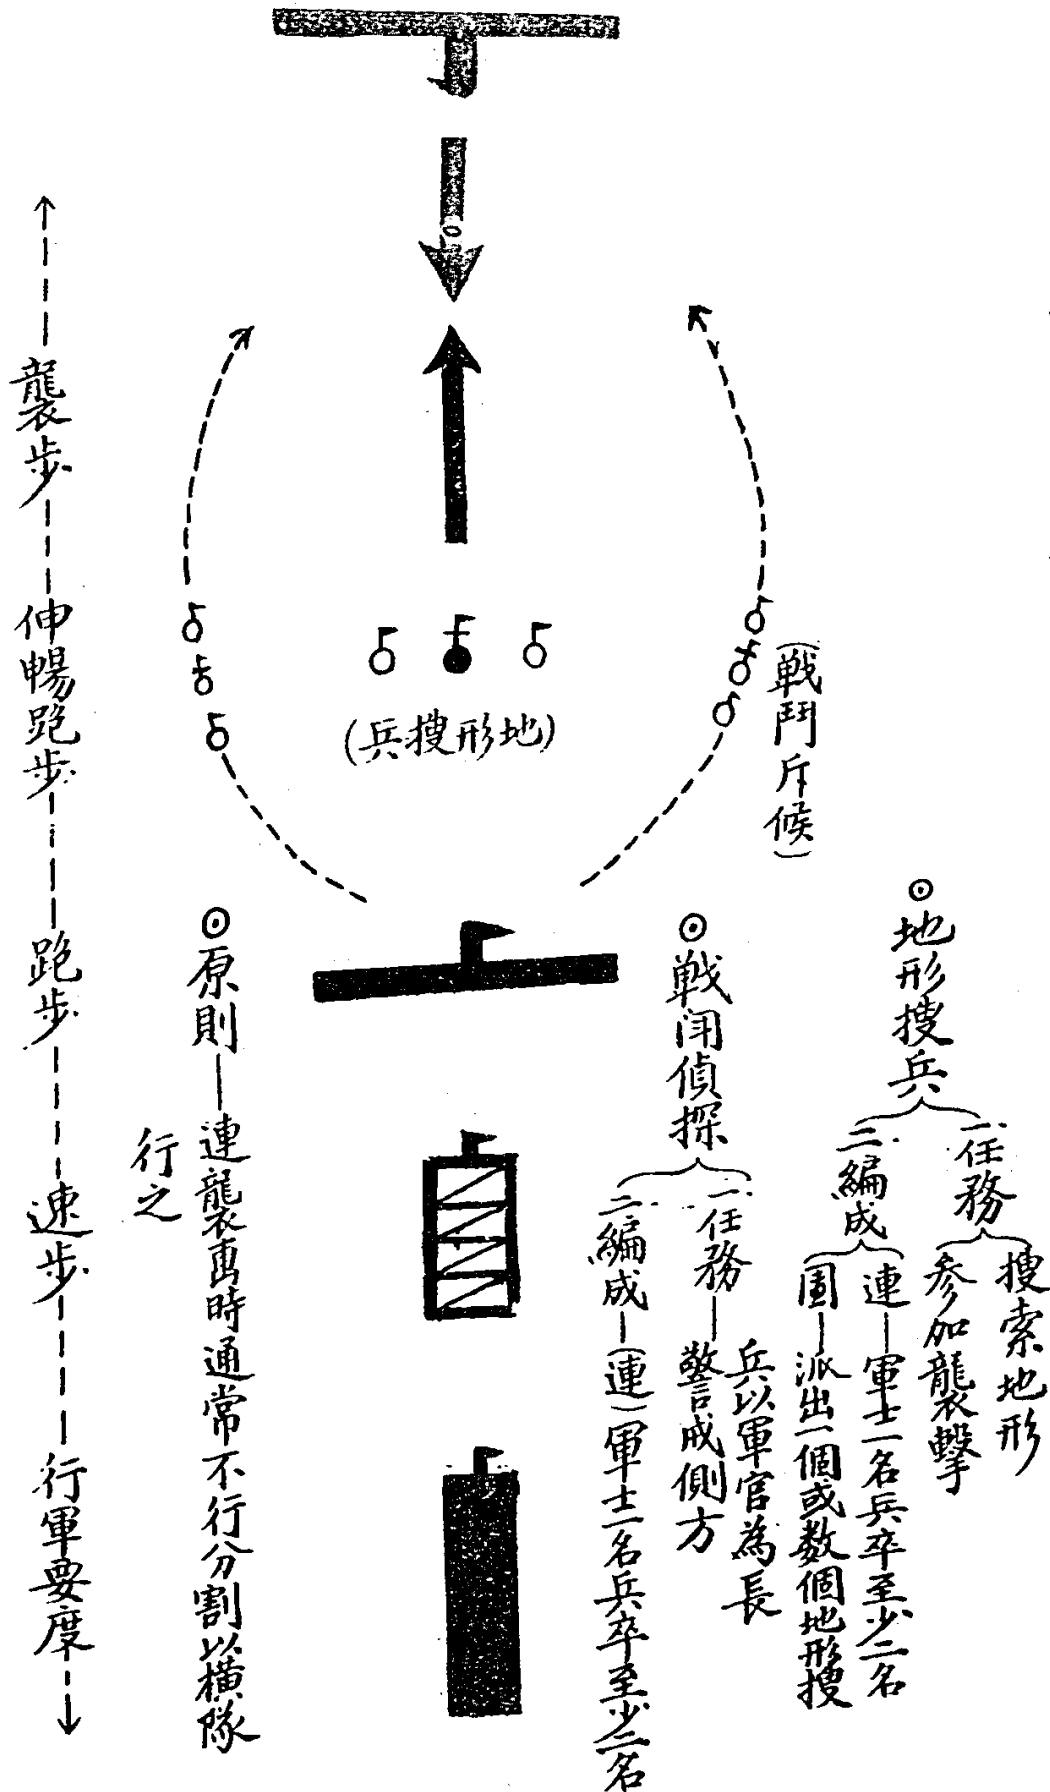 (戰鬥斥候)
(兵搜形地)
⊙地形搜兵
一.任務
搜索地形
参加襲擊
二.編成
連—軍士一名兵卒至少二名
團—派出一個或数個地形搜
兵以軍官為長
⊙戰闬偵探
一.任務—警戒側方
二.編成—(連)軍士一名兵卒至少二名
⊙原則—連襲擊時通常不行分割以橫隊
行之
襲步—伸暢跑步—跑步—速步—行軍要度